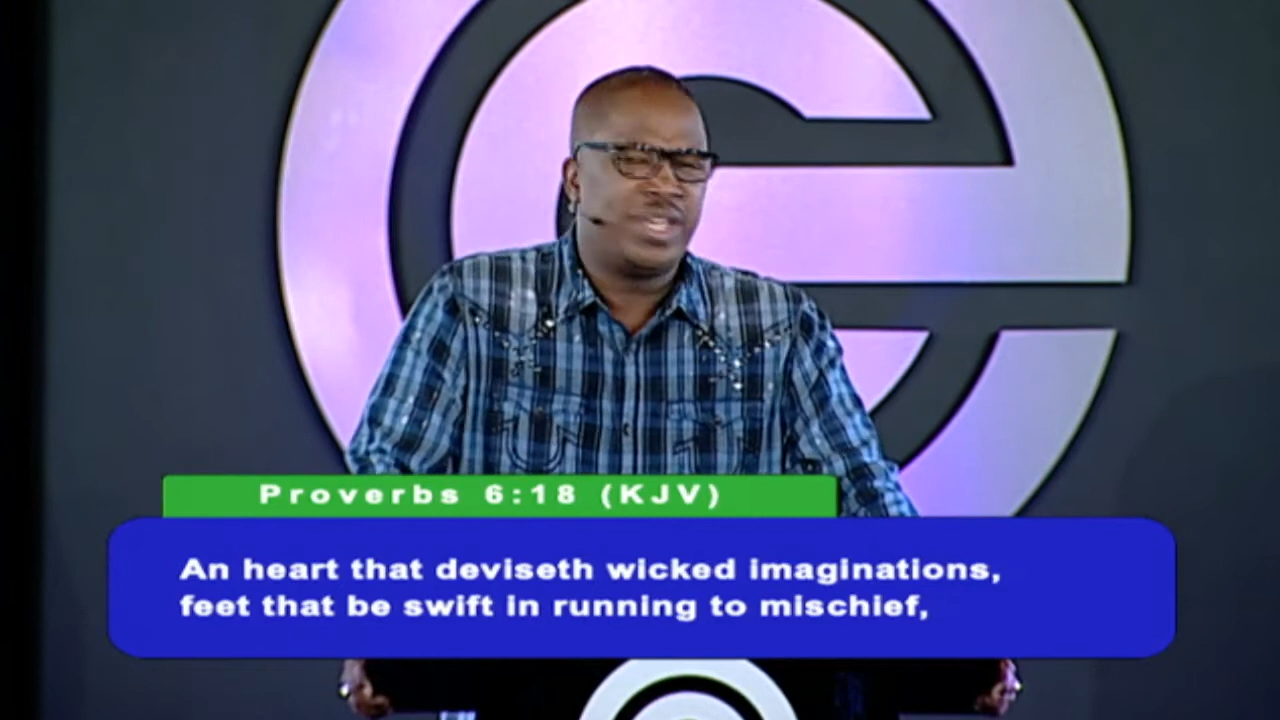 Proverbs 6:18 (KJV)
An heart that deviseth wicked imaginations,
feet that be swift in running to mischief,